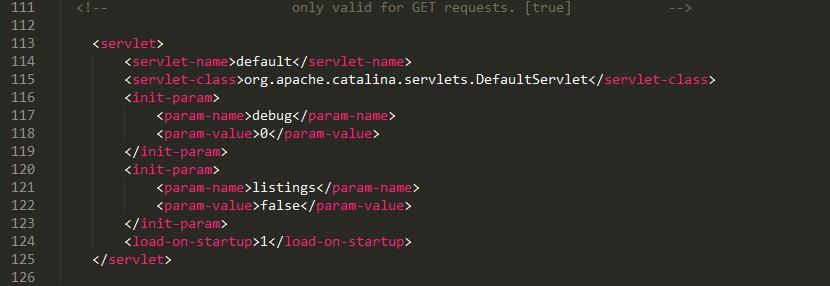 111 <!-- only valid for GET requests. [true] -->
112
113 <servlet>
114 <servlet-name>default</servlet-name>
115 <servlet-class>org.apache.catalina.servlets.DefaultServlet</servlet-class>
116 <init-param>
117 <param-name>debug</param-name>
118 <param-value>0</param-value>
119 </init-param>
120 <init-param>
121 <param-name>listings</param-name>
122 <param-value>false</param-value>
123 </init-param>
124 <load-on-startup>1</load-on-startup>
125 </servlet>
126